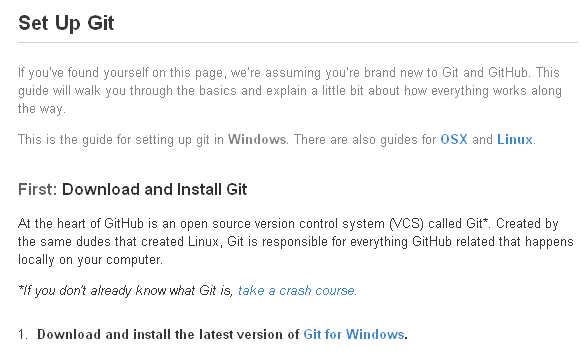 Set Up Git
If you've found yourself on this page, we're assuming you're brand new to Git and GitHub. This
guide will walk you through the basics and explain a little bit about how everything works along
the way.
This is the guide for setting up git in Windows. There are also guides for OSX and Linux.
First: Download and Install Git
At the heart of GitHub is an open source version control system (VCS) called Git*. Created by
the same dudes that created Linux, Git is responsible for everything GitHub related that happens
locally on your computer.
*If you don't already know what Git is, take a crash course.
1. Download and install the latest version of Git for Windows.